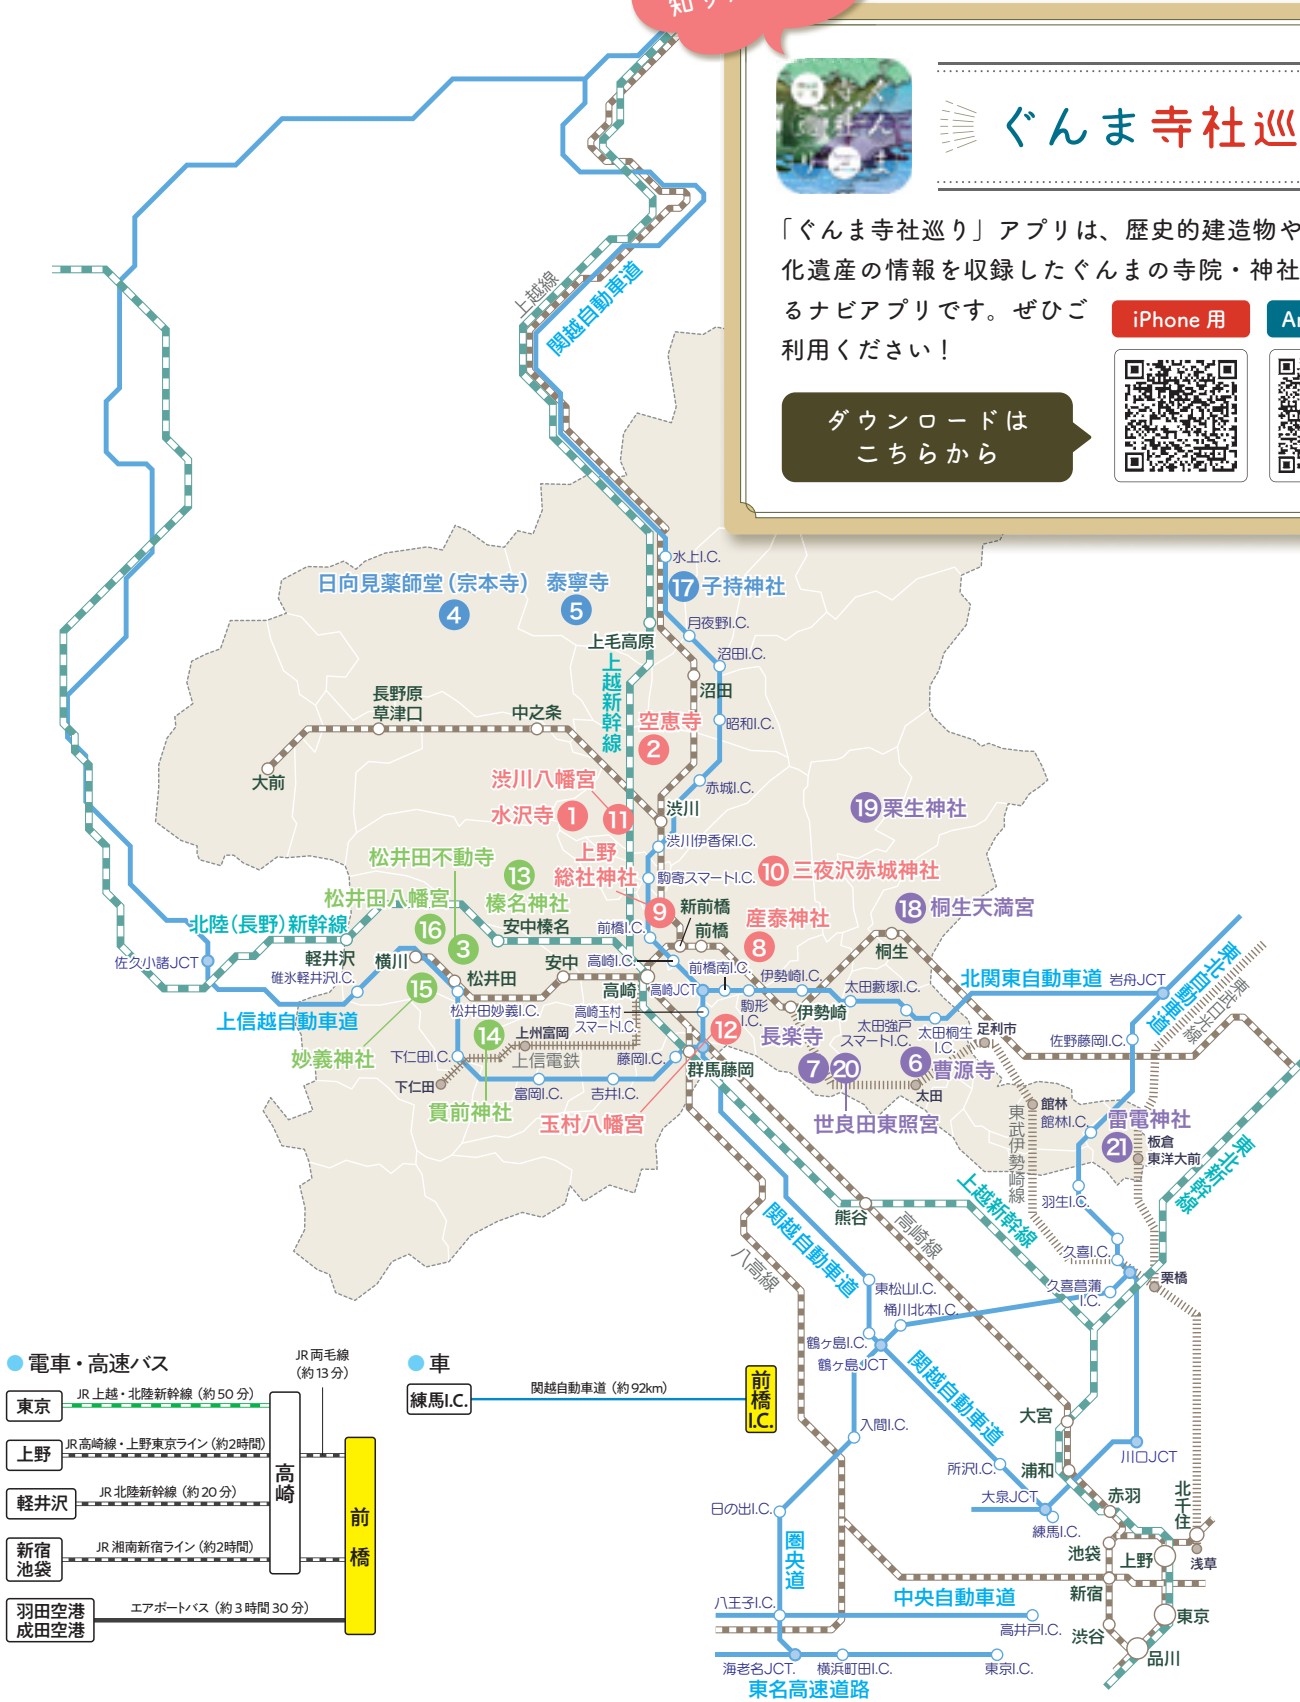 ぐんま寺社巡
「ぐんま寺社巡り」アプリは、歴史的建造物や
化遺産の情報を収録したぐんまの寺院・神社
るナビアプリです。ぜひご
利用ください！
iPhone 用
ダウンロードは
こちらから
上越線
関越自動車道
水上I.C.
日向見薬師堂（宗本寺）
4
泰寧寺
5
17 子持神社
月夜野I.C.
上毛高原
沼田I.C.
上越新幹線
沼田
長野原
草津口
中之条
空恵寺
2
昭和I.C.
大前
渋川八幡宮
赤城I.C.
水沢寺 1
11
渋川
19 栗生神社
渋川伊香保I.C.
松井田不動寺
上野
総社神社
駒寄スマートI.C.
10 三夜沢赤城神社
13
榛名神社
松井田八幡宮
9
新前橋
産泰神社
18 桐生天満宮
北陸（長野）新幹線
16
3
安中榛名
前橋I.C.
前橋
8
桐生
佐久小諸JCT
軽井沢
横川
高崎I.C.
前橋南I.C.
碓氷軽井沢I.C.
松井田
安中
高崎
高崎JCT
伊勢崎I.C.
太田藪塚I.C.
北関東自動車道
岩舟JCT
東北自動車道
東武日光線
15
上信越自動車道
松井田妙義I.C.
高崎玉村
スマートI.C.
駒形
I.C.
伊勢崎
太田強戸
スマートI.C.
太田桐生
I.C.
足利市
佐野藤岡I.C.
妙義神社
14
上州富岡
12
長楽寺
下仁田I.C.
上信電鉄
藤岡I.C.
群馬藤岡
7
20
6 曹源寺
下仁田
富岡I.C.
吉井I.C.
太田
貫前神社
玉村八幡宮
世良田東照宮
東武伊勢崎線
館林
館林I.C.
雷電神社
21
板倉
東洋大前
東北新幹線
羽生I.C.
上越新幹線
熊谷
高崎線
関越自動車道
八高線
久喜I.C.
久喜菖蒲
I.C.
栗橋
東松山I.C.
桶川北本I.C.
鶴ヶ島I.C.
鶴ヶ島JCT
関越自動車道
入間I.C.
大宮
所沢I.C.
浦和
川口JCT
大泉JCT
練馬I.C.
赤羽
北千住
日の出I.C.
圏央道
池袋
上野
浅草
新宿
中央自動車道
八王子I.C.
高井戸I.C.
渋谷
東京
品川
海老名JCT.
横浜町田I.C.
東京I.C.
東名高速道路
電車・高速バス
東京
JR 上越・北陸新幹線（約50分）
上野
JR高崎線・上野東京ライン（約2時間）
軽井沢
JR 北陸新幹線（約20分）
新宿
池袋
JR 湘南新宿ライン（約2時間）
羽田空港
成田空港
エアポートバス（約3時間30分）
高崎
JR 両毛線
（約13分）
前橋
車
練馬I.C.
関越自動車道（約92km）
前橋I.C.